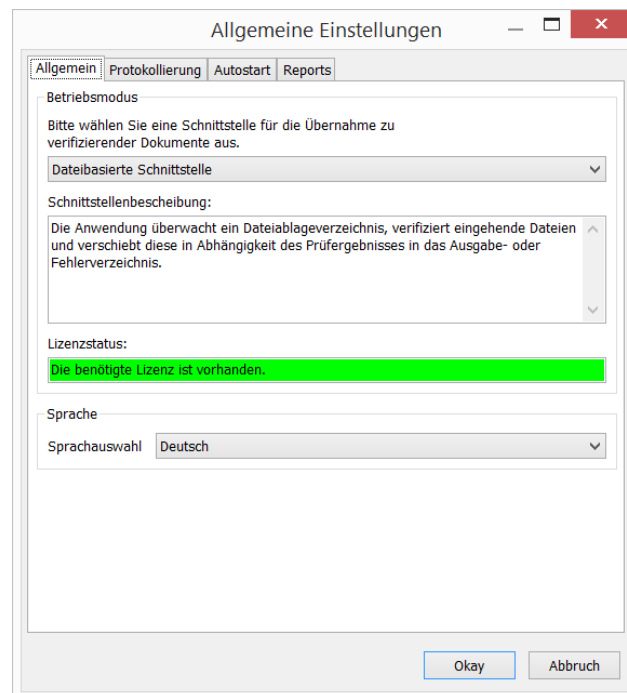 Allgemeine Einstellungen
Allgemein Protokollierung Autostart Reports
Betriebsmodus
Bitte wählen Sie eine Schnittstelle für die Übernahme zu
verifizierender Dokumente aus.
Dateibasierte Schnittstelle
Schnittstellenbescheibung:
Die Anwendung überwacht ein Dateiablageverzeichnis, verifiziert eingehende Dateien
und verschiebt diese in Abhängigkeit des Prüfergebnisses in das Ausgabe- oder
Fehlerverzeichnis.
Lizenzstatus:
Die benötigte Lizenz ist vorhanden.
Sprache
Sprachauswahl Deutsch
Okay Abbruch